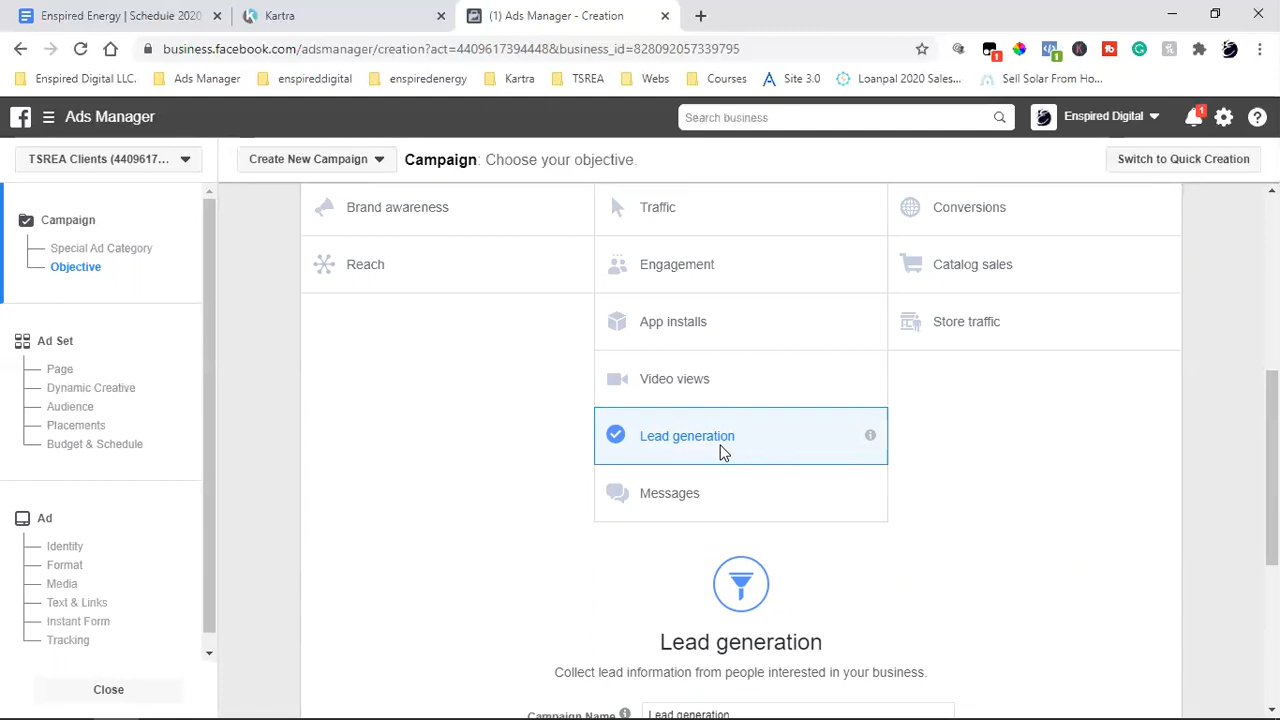 Enspired Energy | Schedule 2020
Kartra
(1) Ads Manager - Creation
business.facebook.com/adsmanager/creation?act=4409617394448&business_id=828092057339795
Enspired Digital LLC.
Ads Manager
enspireddigital
enspiredenergy
Kartra
TSREA
Webs
Courses
Site 3.0
Loanpal 2020 Sales...
Sell Solar From Ho...
Ads Manager
Search business
Enspired Digital
TSREA Clients (4409617...
Create New Campaign
Campaign: Choose your objective.
Switch to Quick Creation
Campaign
Special Ad Category
Objective
Ad Set
Page
Dynamic Creative
Audience
Placements
Budget & Schedule
Ad
Identity
Format
Media
Text & Links
Instant Form
Tracking
Close
Brand awareness
Traffic
Conversions
Reach
Engagement
Catalog sales
App installs
Store traffic
Video views
Lead generation
Messages
Lead generation
Collect lead information from people interested in your business.
Campaign Name
Lead generation